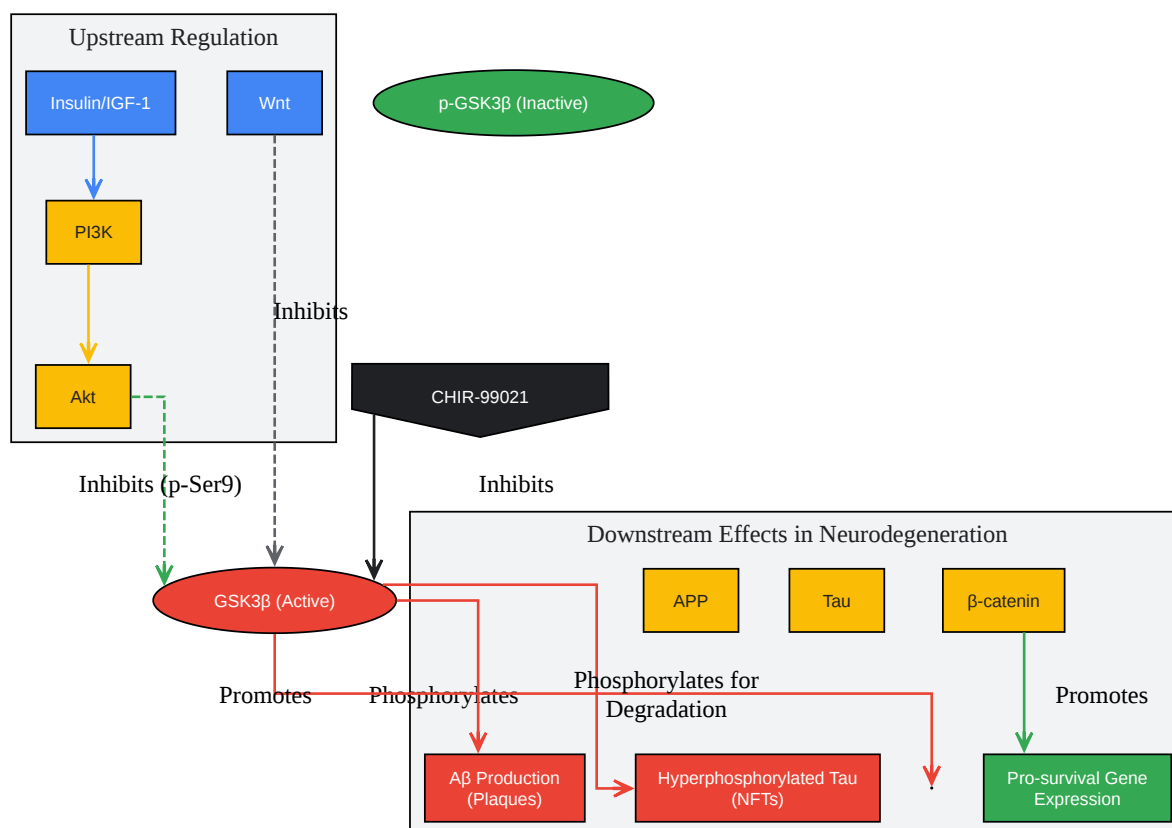 Upstream Regulation
Insulin/IGF-1
Wnt
p-GSK3β (Inactive)
PI3K
Inhibits
Akt
CHIR-99021
Inhibits (p-Ser9)
Inhibits
Downstream Effects in Neurodegeneration
GSK3β (Active)
APP
Tau
β-catenin
Promotes
Phosphorylates
Phosphorylates for
Degradation
Promotes
Aβ Production
(Plaques)
Hyperphosphorylated Tau
(NFTs)
Pro-survival Gene
Expression